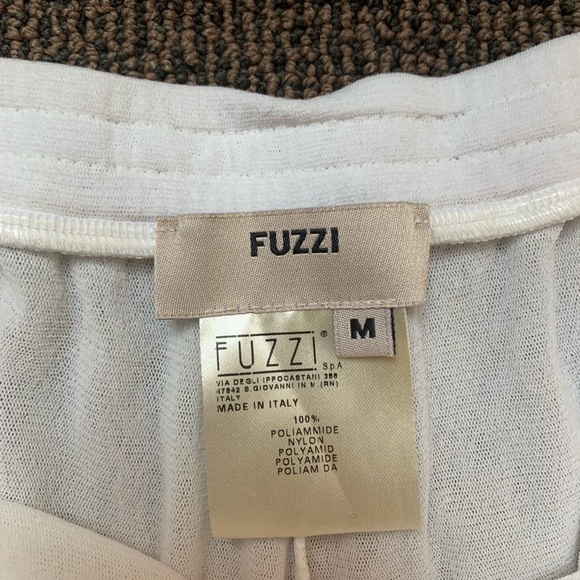 FUZZI
M
FUZZI®
S.p.A
VIA DEGLI IPPOCASTANI 388
47842 S.GIOVANNI IN M.(RN)
ITALY
MADE IN ITALY
100%
POLIAMMIDE
NYLON
POLYAMID
POLYAMIDE
POLIAM DA